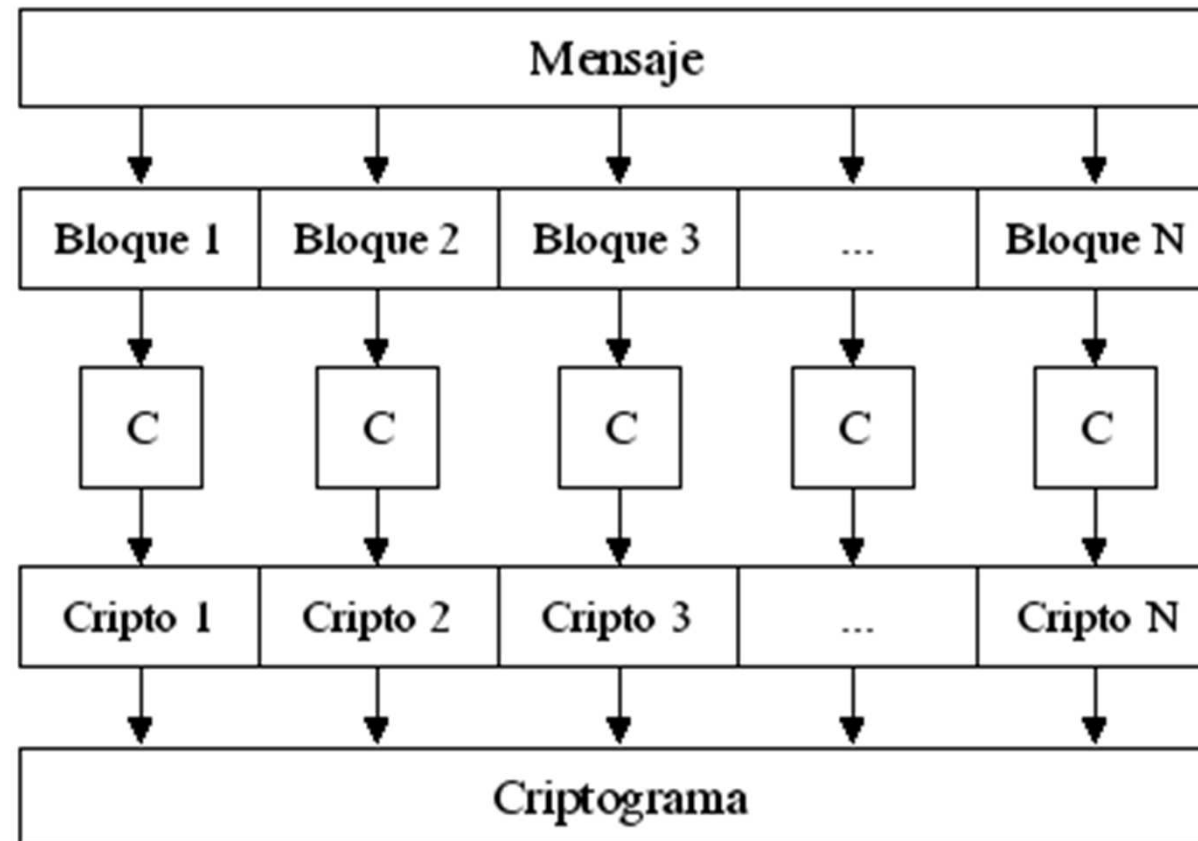 Mensaje
Bloque 1 Bloque 2 Bloque 3 ... Bloque N
C C C C C
Cripto 1 Cripto 2 Cripto 3 ... Cripto N
Criptograma